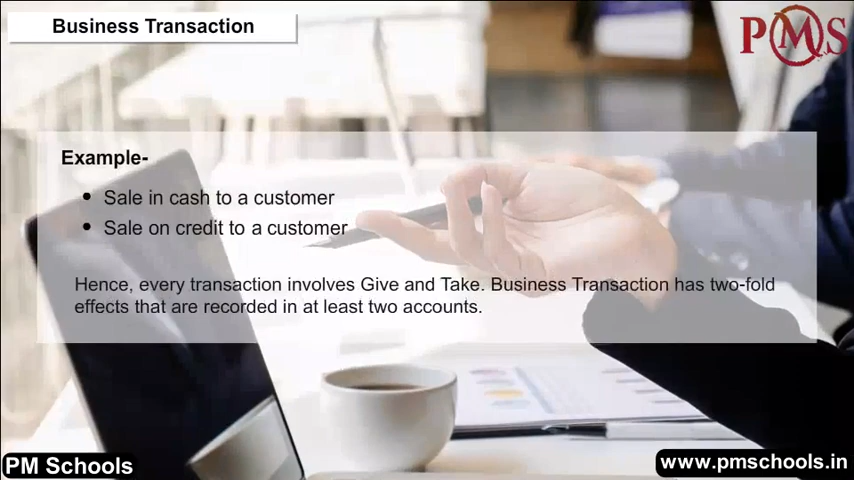 Business Transaction
PMS
Example-
• Sale in cash to a customer
• Sale on credit to a customer
Hence, every transaction involves Give and Take. Business Transaction has two-fold
effects that are recorded in at least two accounts.
PM Schools
www.pmschools.in